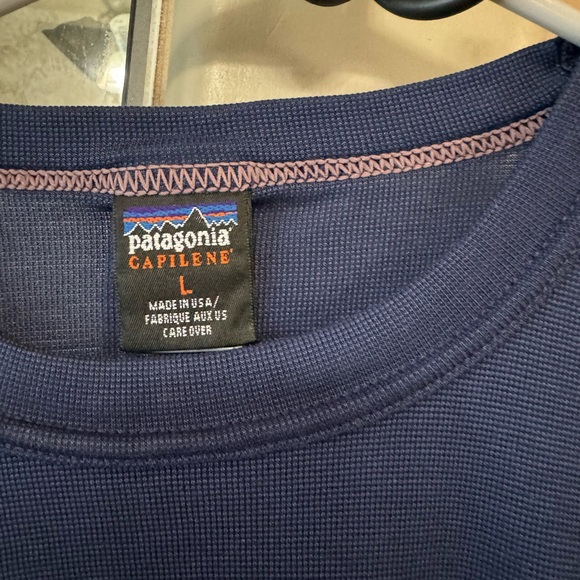 patagonia®
CAPILENE®
L
MADE IN USA/
FABRIQUE AUX US
CARE OVER